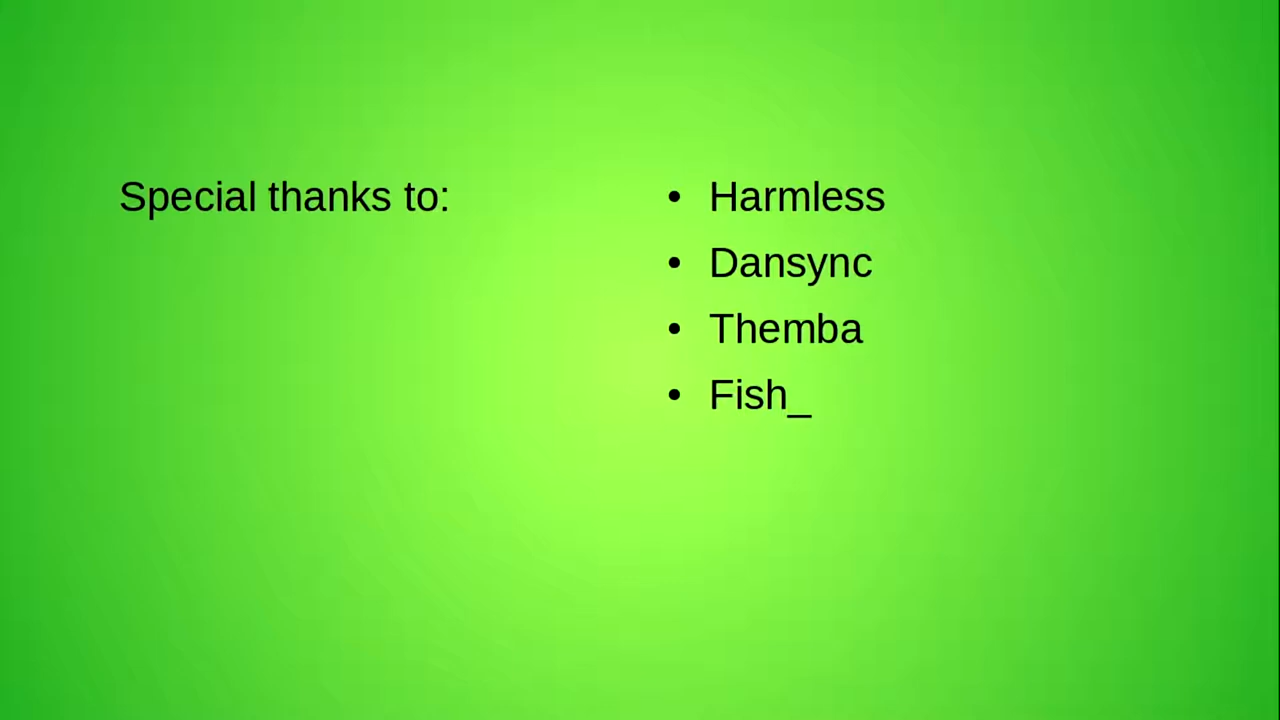 Special thanks to:
• Harmless
• Dansync
• Themba
• Fish_